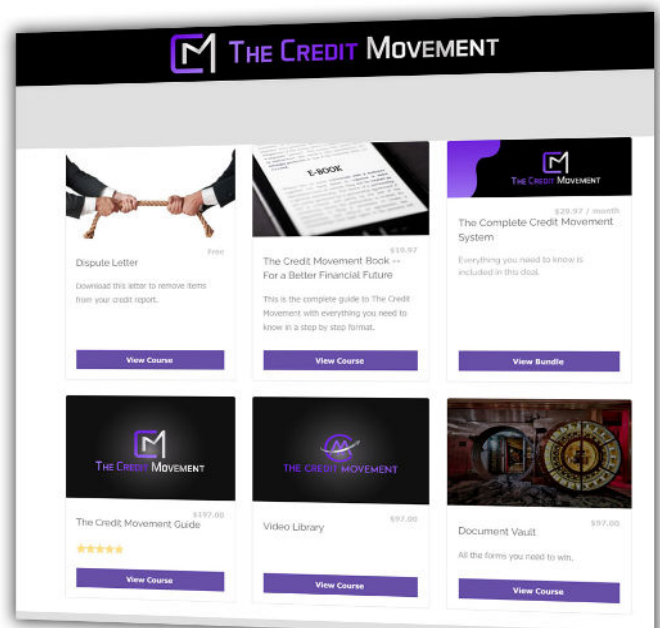 THE CREDIT MOVEMENT
E-BOOK
THE CREDIT MOVEMENT
Free
Dispute Letter
Download this letter to remove items
from your credit report.
View Course
$19.97
The Credit Movement Book --
For a Better Financial Future
This is the complete guide to The Credit
Movement with everything you need to
know in a step by step format.
View Course
$29.97 / month
The Complete Credit Movement
System
Everything you need to know is
included in this deal.
View Bundle
THE CREDIT MOVEMENT
$197.00
The Credit Movement Guide
View Course
THE CREDIT MOVEMENT
$97.00
Video Library
View Course
$97.00
Document Vault
All the forms you need to win.
View Course